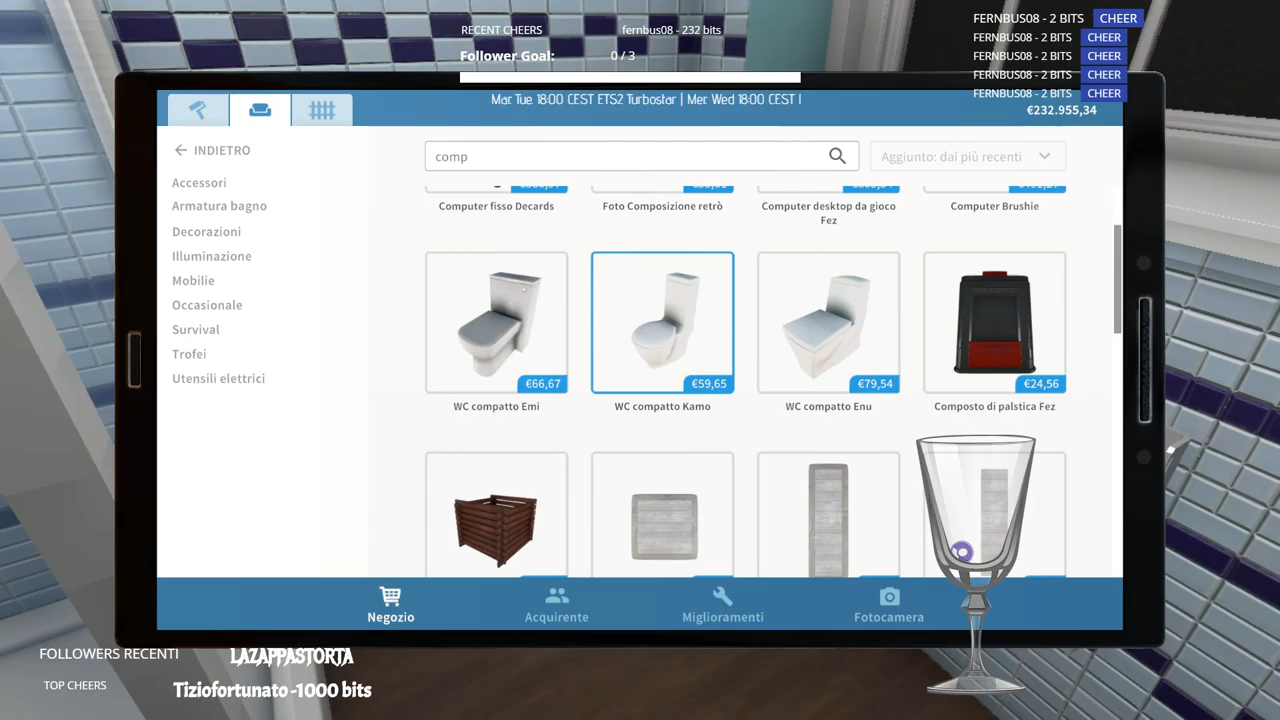 RECENT CHEERS
fernbus08 - 232 bits
Follower Goal:
0 / 3
FERNBUS08 - 2 BITS CHEER
FERNBUS08 - 2 BITS CHEER
FERNBUS08 - 2 BITS CHEER
FERNBUS08 - 2 BITS CHEER
FERNBUS08 - 2 BITS CHEER
Mar Tue 18:00 CEST ETS2 Turbostar | Mer Wed 18:00 CEST
€232.955,34
INDIETRO
Accessori
Armatura bagno
Decorazioni
Illuminazione
Mobilie
Occasionale
Survival
Trofei
Utensili elettrici
comp
Aggiunto: dai più recenti
Computer fisso Decards
Foto Composizione retrò
Computer desktop da gioco
Fez
Computer Brushie
€66,67
€59,65
€79,54
€24,56
WC compatto Emi
WC compatto Kamo
WC compatto Enu
Composto di palstica Fez
Negozio
Acquirente
Miglioramenti
Fotocamera
FOLLOWERS RECENTI
LAZAPPASTORTA
TOP CHEERS
Tiziofortunato -1000 bits